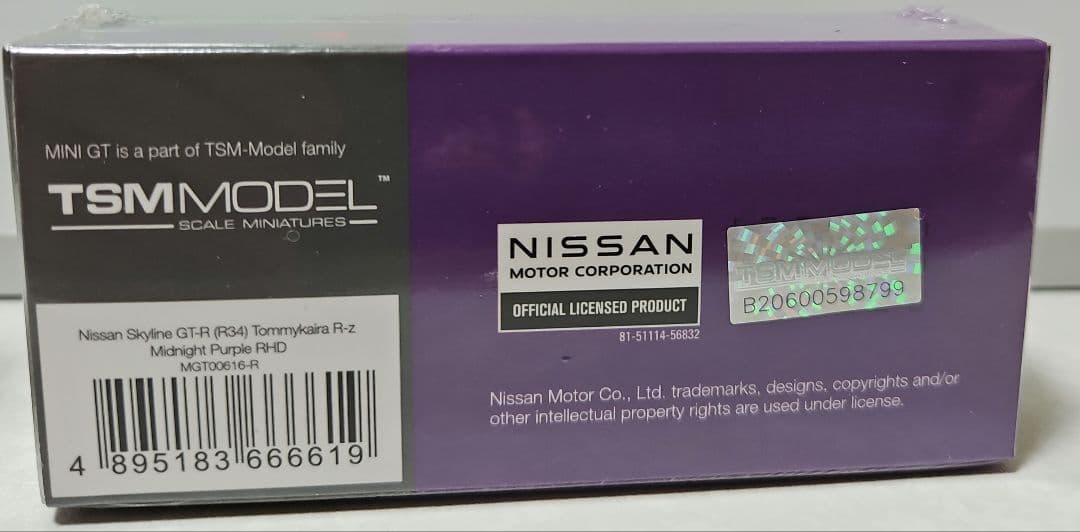 MINI GT is a part of TSM-Model family
TSMMODEL™
SCALE MINIATURES
Nissan Skyline GT-R (R34) Tommykaira R-z
Midnight Purple RHD
MGT00616-R
4 895183 666619
NISSAN
MOTOR CORPORATION
OFFICIAL LICENSED PRODUCT
81-51114-56832
TSMMODEL
B20600598799
Nissan Motor Co., Ltd. trademarks, designs, copyrights and/or
other intellectual property rights are used under license.